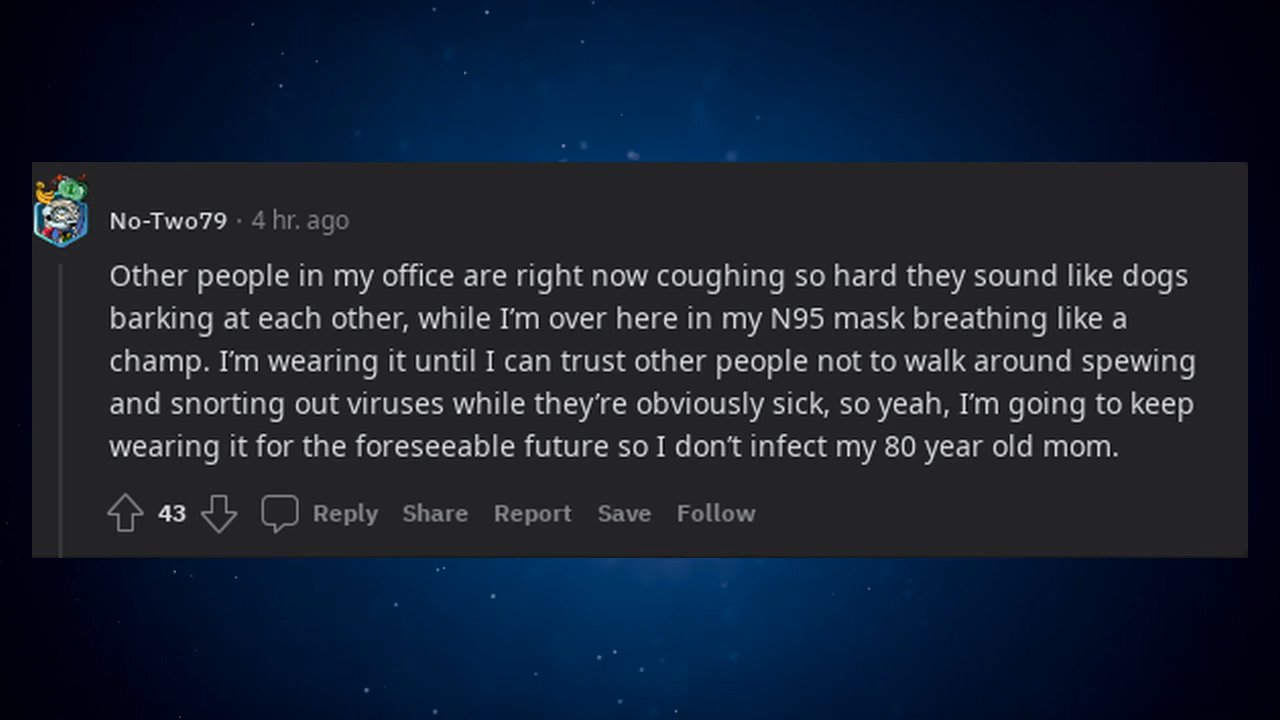 No-Two79 · 4 hr. ago
Other people in my office are right now coughing so hard they sound like dogs
barking at each other, while I’m over here in my N95 mask breathing like a
champ. I’m wearing it until I can trust other people not to walk around spewing
and snorting out viruses while they’re obviously sick, so yeah, I’m going to keep
wearing it for the foreseeable future so I don’t infect my 80 year old mom.
43 Reply Share Report Save Follow